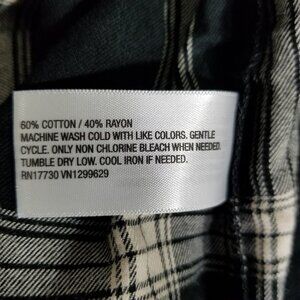 60% COTTON / 40% RAYON
MACHINE WASH COLD WITH LIKE COLORS. GENTLE
CYCLE. ONLY NON CHLORINE BLEACH WHEN NEEDED.
TUMBLE DRY LOW. COOL IRON IF NEEDED.
RN17730 VN1299629